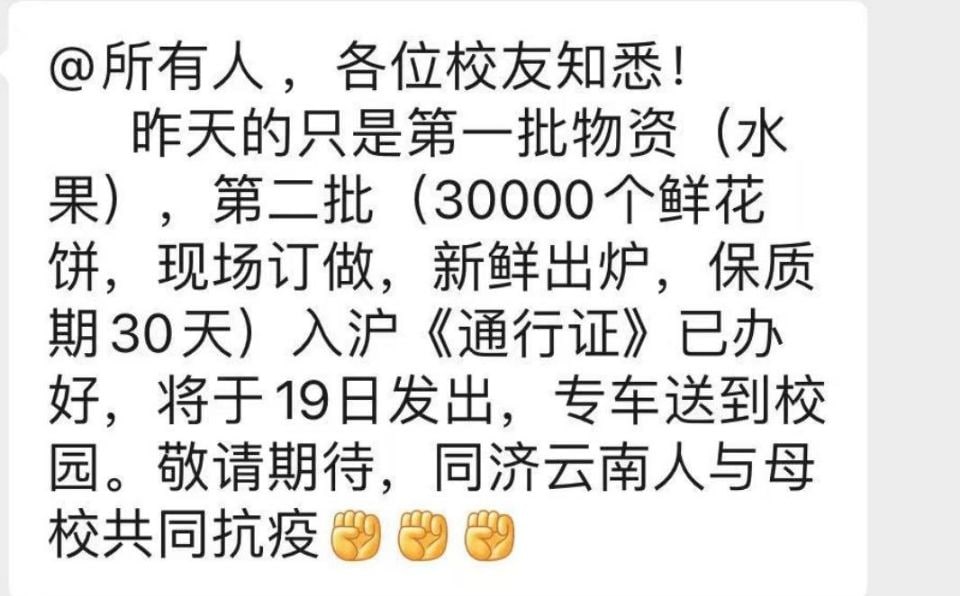 @所有人，各位校友知悉！
昨天的只是第一批物资（水
果），第二批（30000个鲜花
饼，现场订做，新鲜出炉，保质
期30天）入沪《通行证》已办
好，将于19日发出，专车送到校
园。敬请期待，同济云南人与母
校共同抗疫✊✊✊